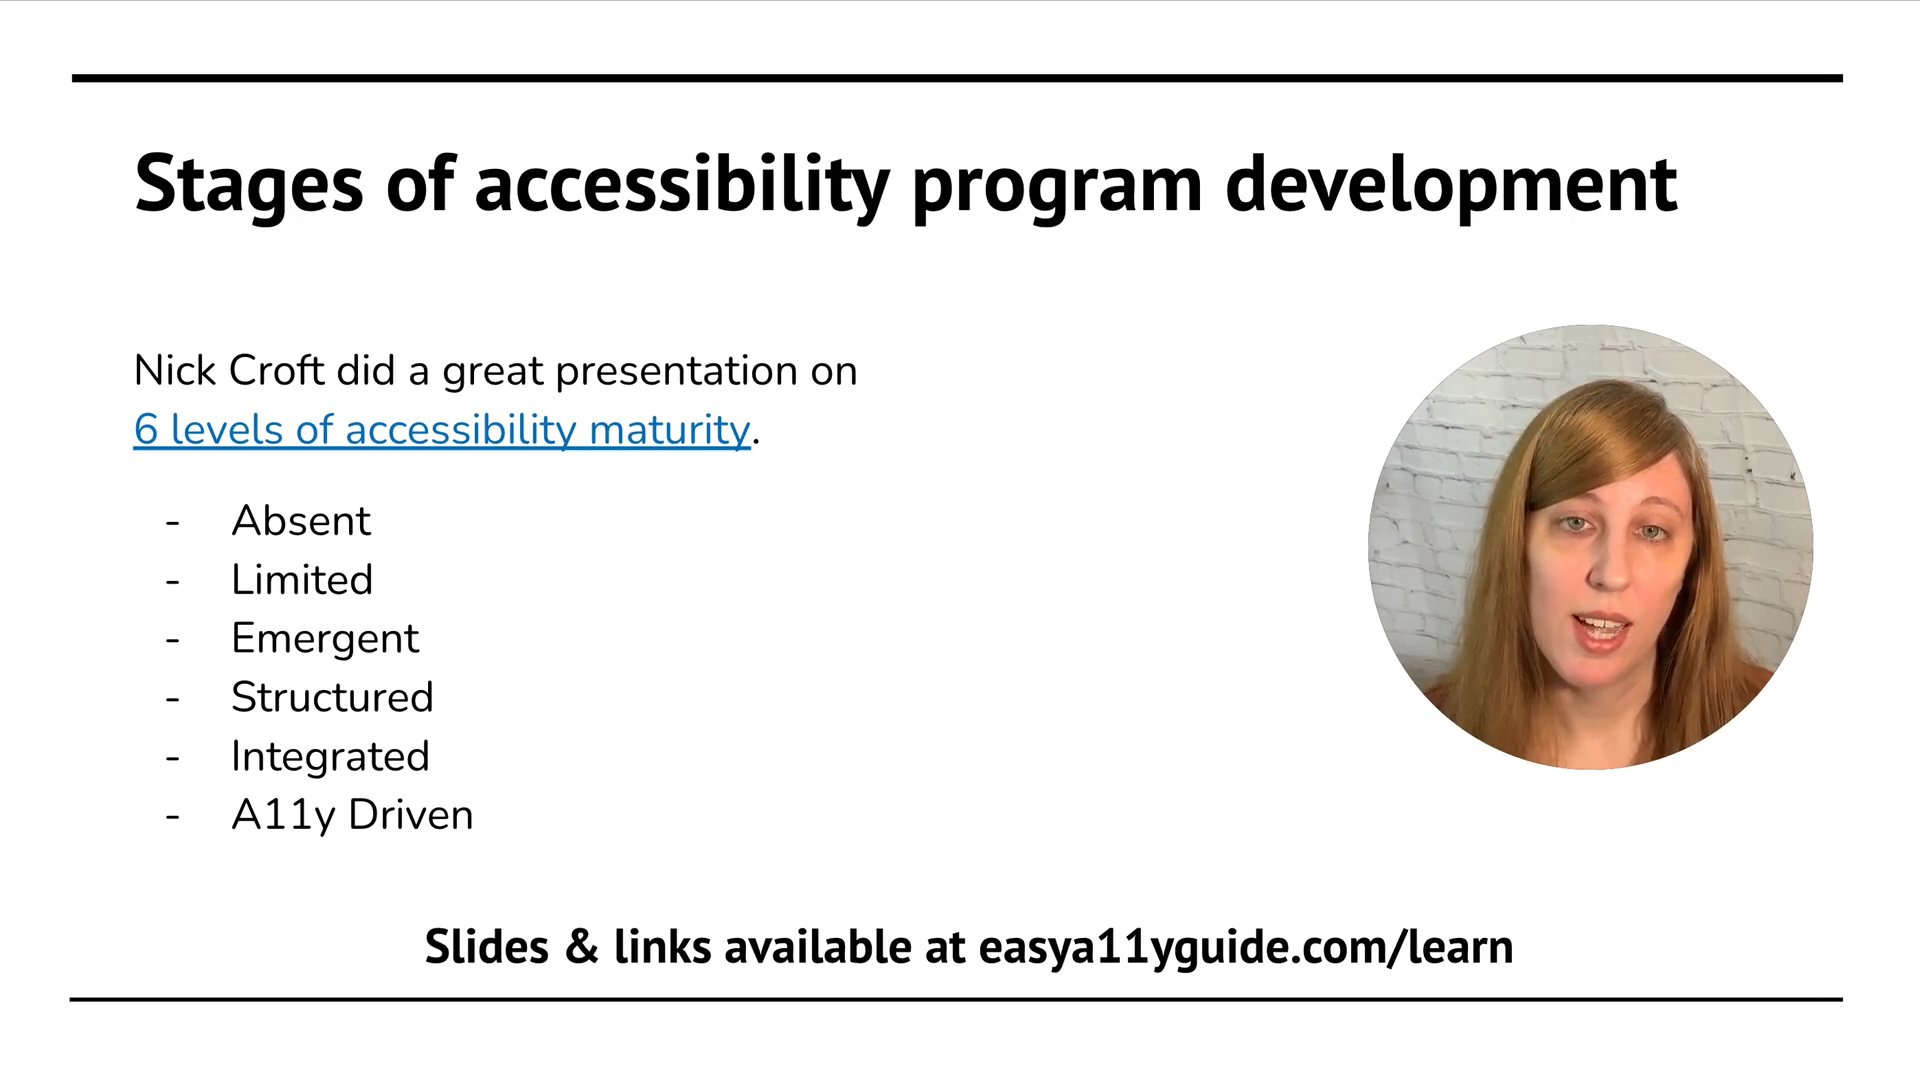 Stages of accessibility program development
Nick Croft did a great presentation on
6 levels of accessibility maturity.
- Absent
- Limited
- Emergent
- Structured
- Integrated
- A11y Driven
Slides & links available at easya11yguide.com/learn